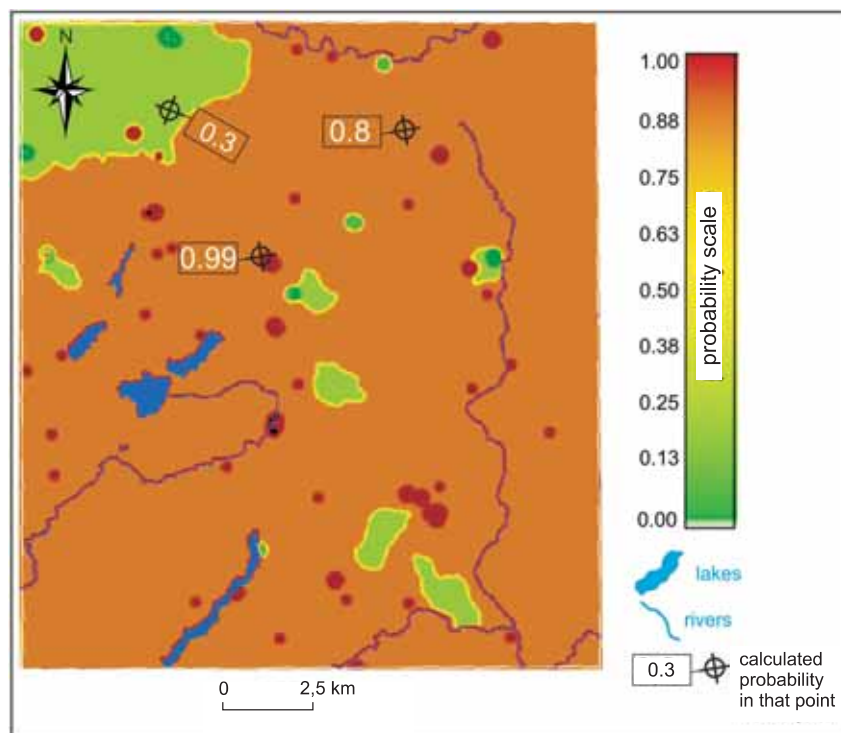 N
0.3
0.8
0.99
1.00
0.88
0.75
0.63
0.50
0.38
0.25
0.13
0.00
probability scale
lakes
rivers
0.3
calculated
probability
in that point
0 2,5 km